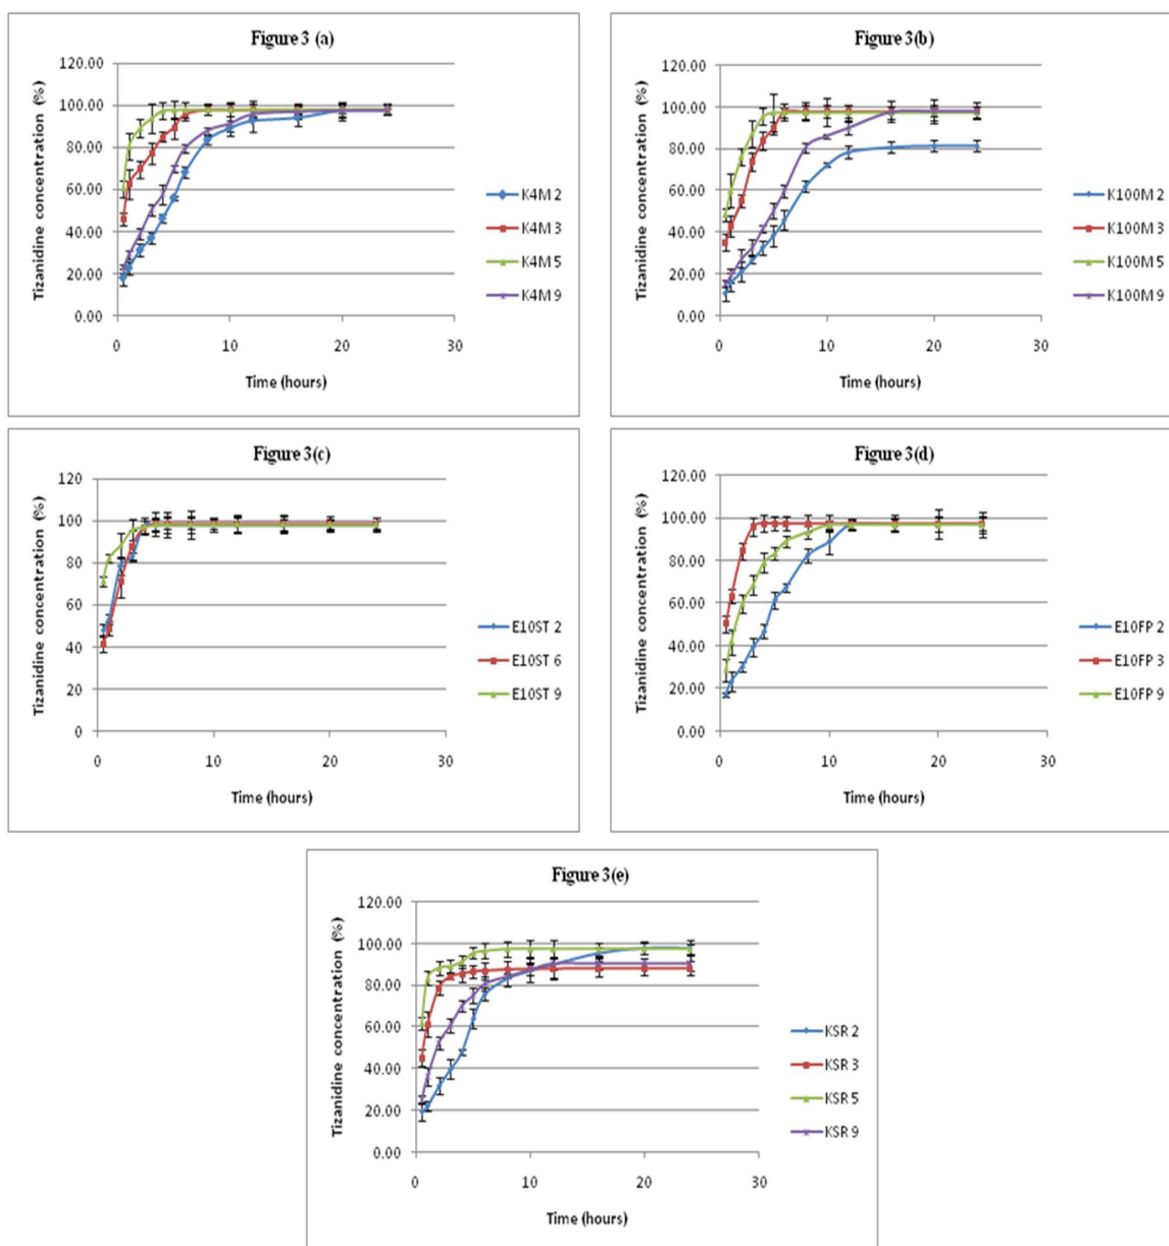 Figure 3 (a)
Tizanidine concentration (%)
120.00
100.00
80.00
60.00
40.00
20.00
0.00
0 10 20 30
Time (hours)
K4M 2
K4M 3
K4M 5
K4M 9
Figure 3(b)
Tizanidine concentration (%)
120.00
100.00
80.00
60.00
40.00
20.00
0.00
0 10 20 30
Time (hours)
K100M 2
K100M 3
K100M 5
K100M 9
Figure 3(c)
Tizanidine concentration (%)
120
100
80
60
40
20
0
0 10 20 30
Time (hours)
E10ST 2
E10ST 6
E10ST 9
Figure 3(d)
Tizanidine concentration (%)
120.00
100.00
80.00
60.00
40.00
20.00
0.00
0 10 20 30
Time (hours)
E10FP 2
E10FP 3
E10FP 9
Figure 3(e)
Tizanidine concentration (%)
120.00
100.00
80.00
60.00
40.00
20.00
0.00
0 10 20 30
Time (hours)
KSR 2
KSR 3
KSR 5
KSR 9